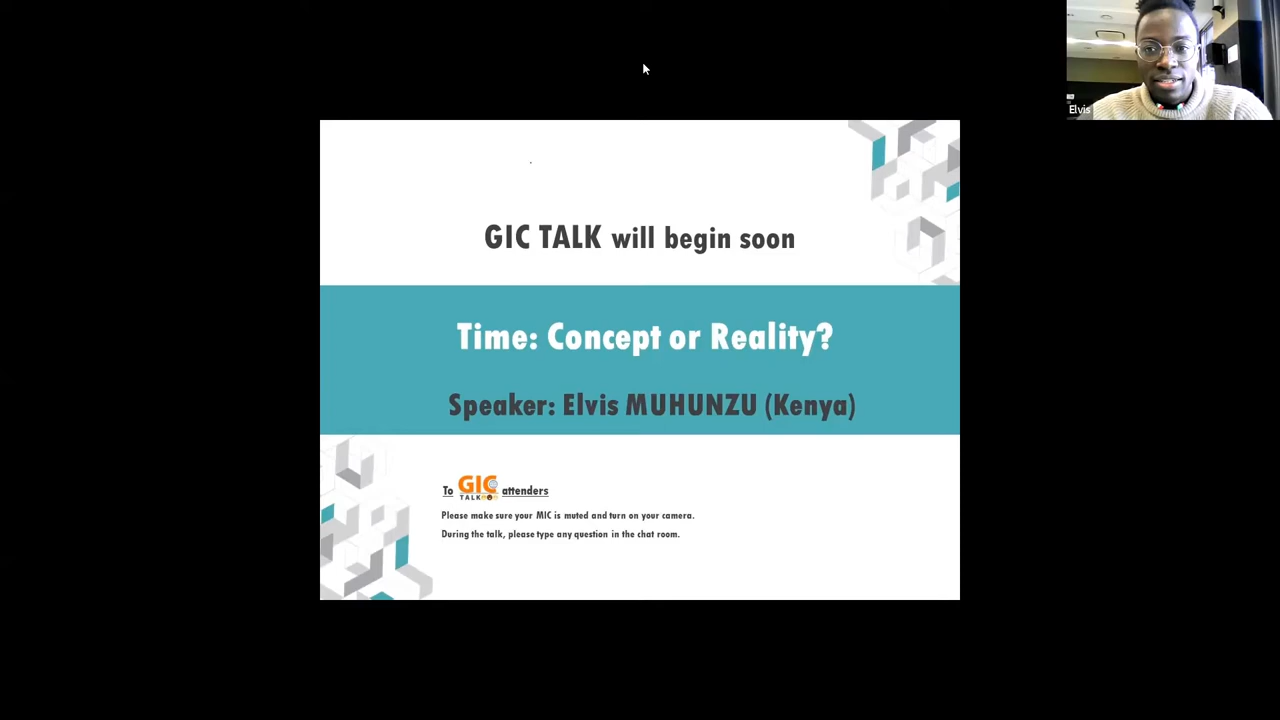 Elvis
GIC TALK will begin soon
Time: Concept or Reality?
Speaker: Elvis MUHUNZU (Kenya)
To GIC TALK attenders
Please make sure your MIC is muted and turn on your camera.
During the talk, please type any question in the chat room.